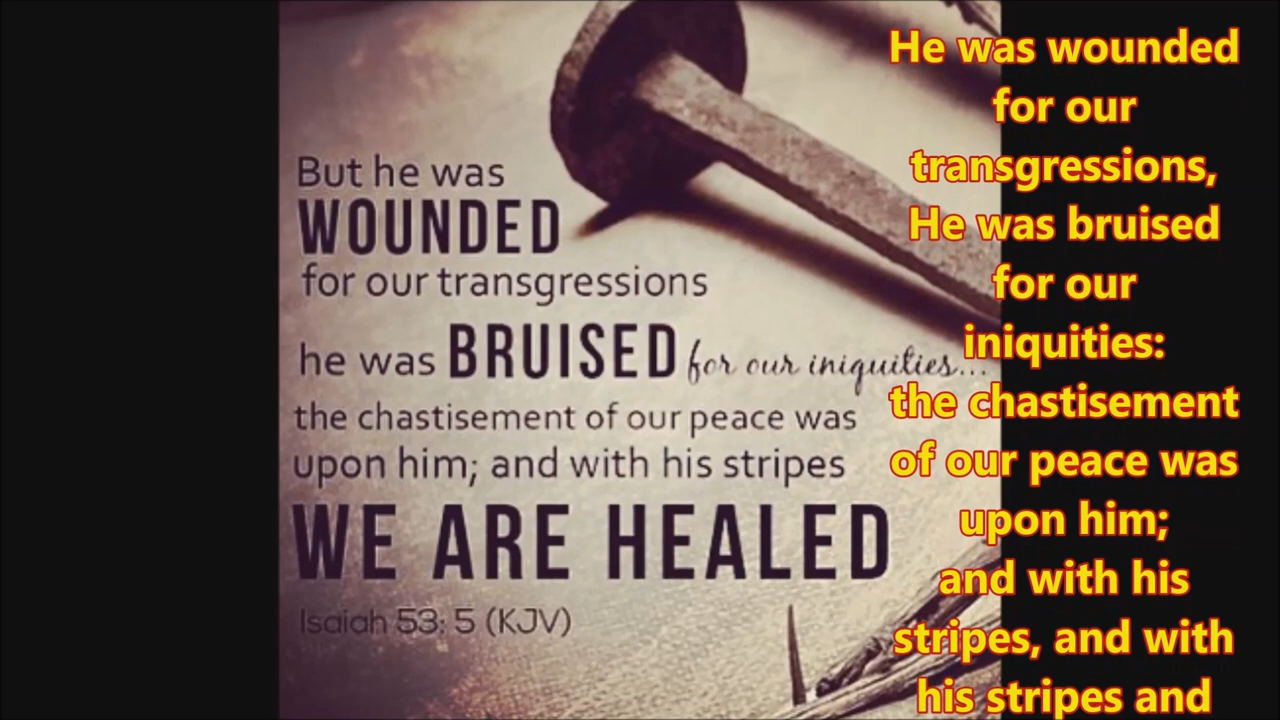 But he was
WOUNDED
for our transgressions
he was BRUISED for our iniquities...
the chastisement of our peace was
upon him; and with his stripes
WE ARE HEALED
Isaiah 53: 5 (KJV)
He was wounded
for our
transgressions,
He was bruised
for our
iniquities:
the chastisement
of our peace was
upon him;
and with his
stripes, and with
his stripes and